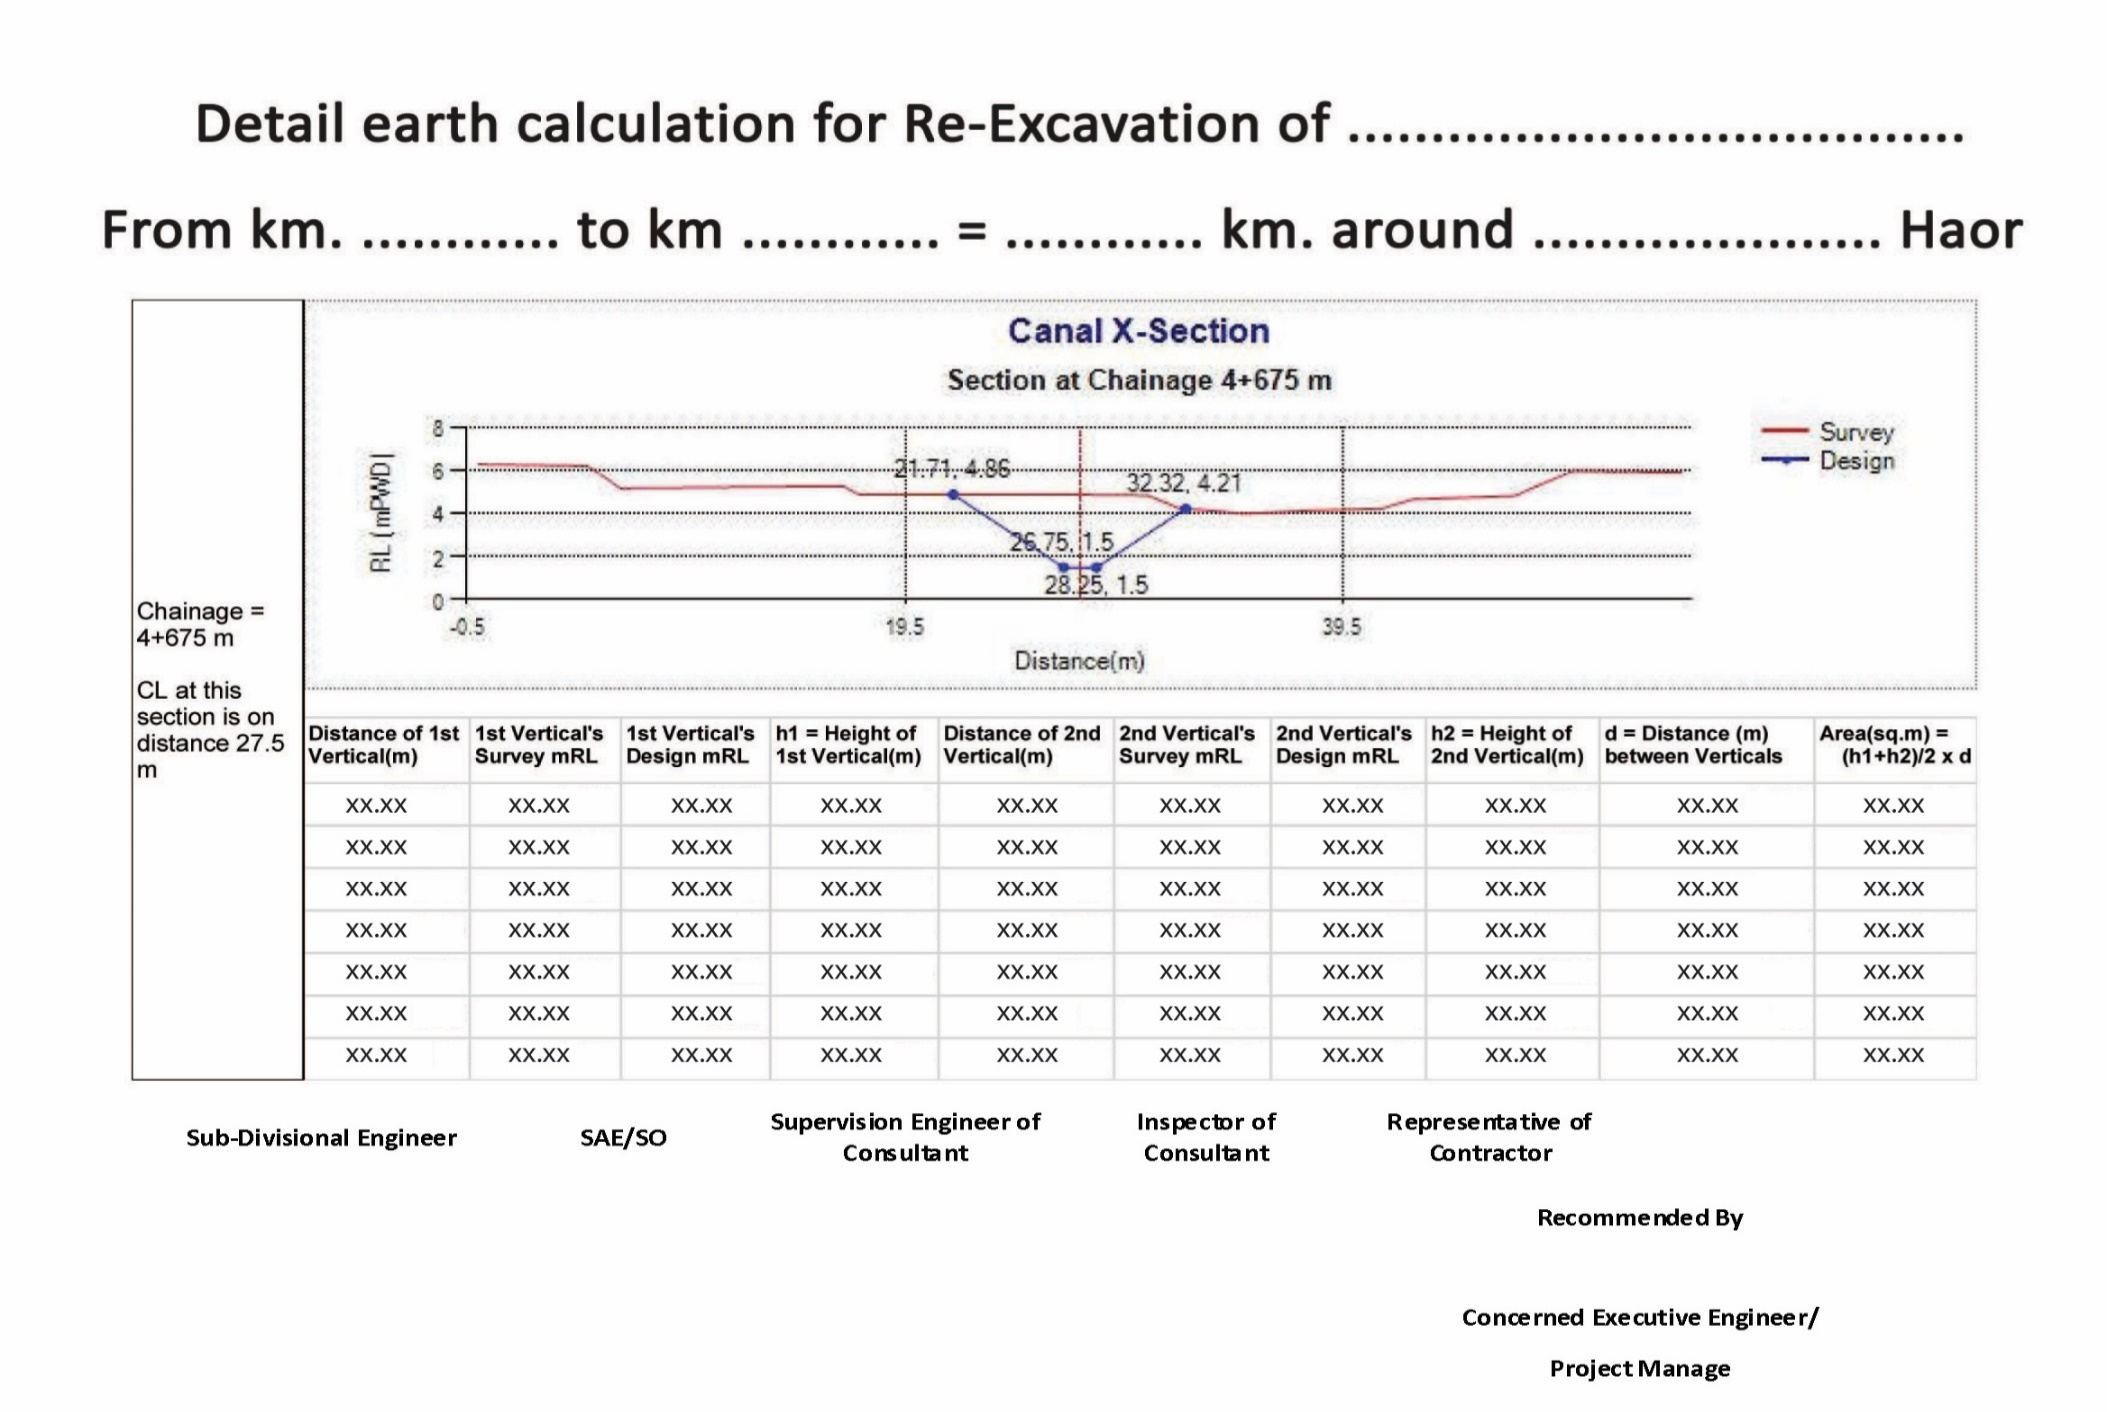 Detail earth calculation for Re-Excavation of .....................................
From km. ............ to km ............ = ............ km. around ..................... Haor
Canal X-Section
Section at Chainage 4+675 m
RL (mPWD)
8
6
4
2
0
21.71, 4.86
32.32, 4.21
26.75, 1.5
28.25, 1.5
Survey
Design
-0.5 19.5 39.5
Distance(m)
Chainage =
4+675 m
CL at this
section is on
distance 27.5
m
Distance of 1st Vertical(m) 1st Vertical's Survey mRL 1st Vertical's Design mRL h1 = Height of 1st Vertical(m) Distance of 2nd Vertical(m) 2nd Vertical's Survey mRL 2nd Vertical's Design mRL h2 = Height of 2nd Vertical(m) d = Distance (m) between Verticals Area(sq.m) = (h1+h2)/2 x d
xx.xx xx.xx xx.xx xx.xx xx.xx xx.xx xx.xx xx.xx xx.xx xx.xx
xx.xx xx.xx xx.xx xx.xx xx.xx xx.xx xx.xx xx.xx xx.xx xx.xx
xx.xx xx.xx xx.xx xx.xx xx.xx xx.xx xx.xx xx.xx xx.xx xx.xx
xx.xx xx.xx xx.xx xx.xx xx.xx xx.xx xx.xx xx.xx xx.xx xx.xx
xx.xx xx.xx xx.xx xx.xx xx.xx xx.xx xx.xx xx.xx xx.xx xx.xx
xx.xx xx.xx xx.xx xx.xx xx.xx xx.xx xx.xx xx.xx xx.xx xx.xx
xx.xx xx.xx xx.xx xx.xx xx.xx xx.xx xx.xx xx.xx xx.xx xx.xx
Sub-Divisional Engineer
SAE/SO
Supervision Engineer of
Consultant
Inspector of
Consultant
Representative of
Contractor
Recommended By
Concerned Executive Engineer/
Project Manage